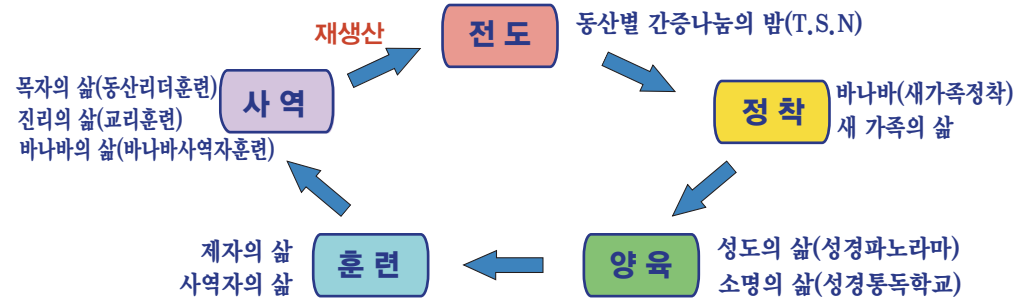 재생산
전 도
동산별 간증나눔의 밤(T.S.N)
정 착
바나바(새가족정착)
새 가족의 삶
양 육
성도의 삶(성경파노라마)
소명의 삶(성경통독학교)
훈 련
제자의 삶
사역자의 삶
사 역
목자의 삶(동산리더훈련)
진리의 삶(교리훈련)
바나바의 삶(바나바사역자훈련)